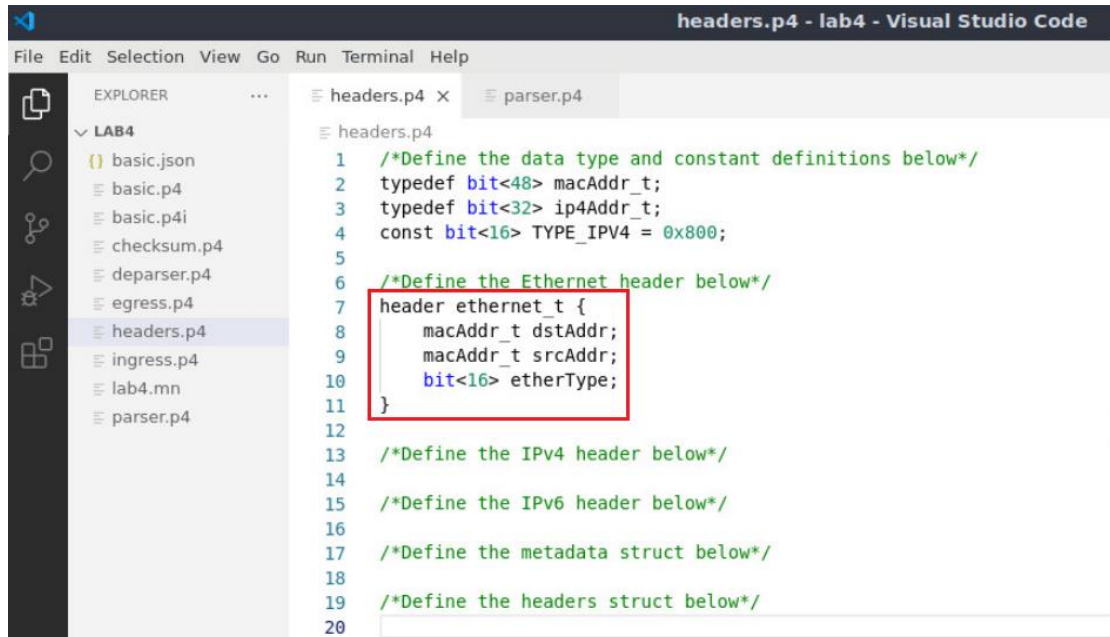 headers.p4 - lab4 - Visual Studio Code
File Edit Selection View Go Run Terminal Help
EXPLORER ...
LAB4
{} basic.json
basic.p4
basic.p4i
checksum.p4
deparser.p4
egress.p4
headers.p4
ingress.p4
lab4.mn
parser.p4
headers.p4 × parser.p4
headers.p4
1 /*Define the data type and constant definitions below*/
2 typedef bit<48> macAddr_t;
3 typedef bit<32> ip4Addr_t;
4 const bit<16> TYPE_IPV4 = 0x800;
5
6 /*Define the Ethernet header below*/
7 header ethernet_t {
8     macAddr_t dstAddr;
9     macAddr_t srcAddr;
10     bit<16> etherType;
11 }
12
13 /*Define the IPv4 header below*/
14
15 /*Define the IPv6 header below*/
16
17 /*Define the metadata struct below*/
18
19 /*Define the headers struct below*/
20